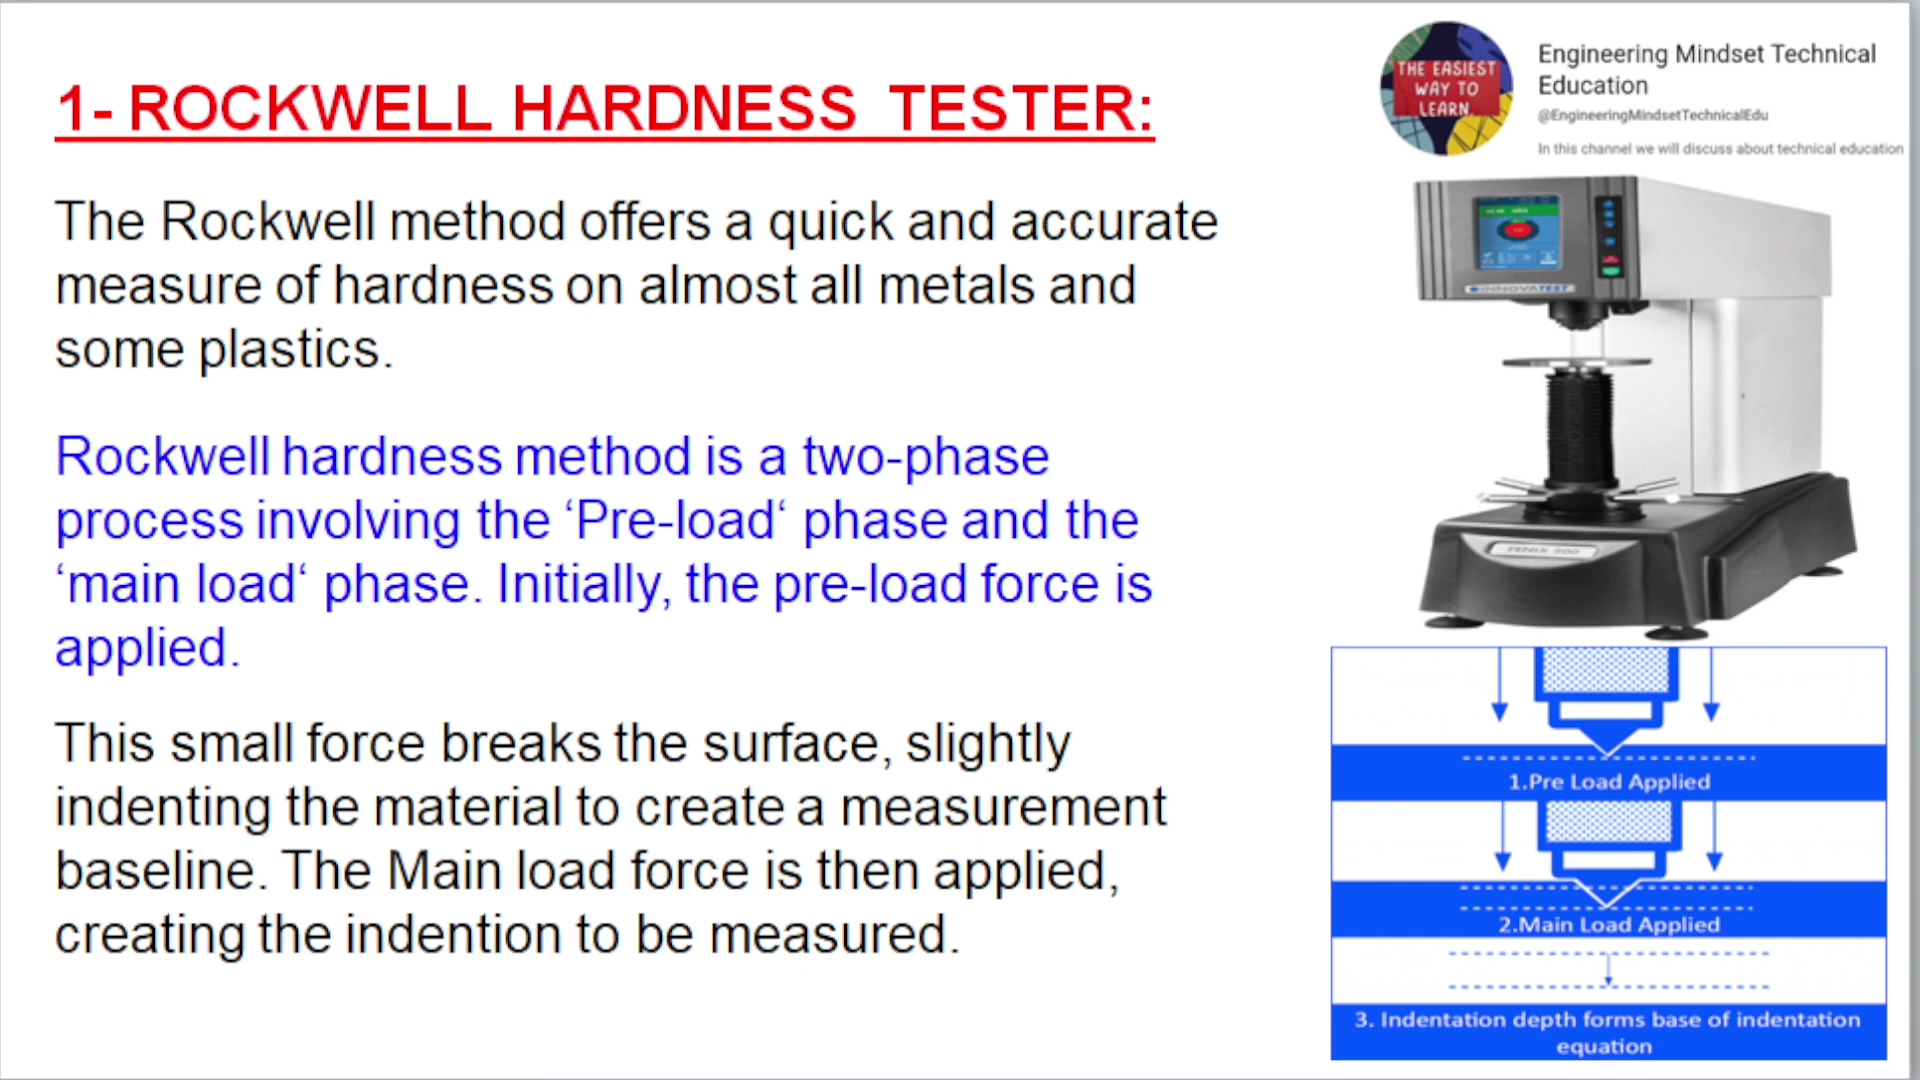 1- ROCKWELL HARDNESS TESTER:
The Rockwell method offers a quick and accurate
measure of hardness on almost all metals and
some plastics.
Rockwell hardness method is a two-phase
process involving the ‘Pre-load‘ phase and the
‘main load‘ phase. Initially, the pre-load force is
applied.
This small force breaks the surface, slightly
indenting the material to create a measurement
baseline. The Main load force is then applied,
creating the indention to be measured.
THE EASIEST
WAY TO
LEARN.
Engineering Mindset Technical
Education
@EngineeringMindsetTechnicalEdu
In this channel we will discuss about technical education
INNOVATEST
FENIX 200
1.Pre Load Applied
2.Main Load Applied
3. Indentation depth forms base of indentation
equation